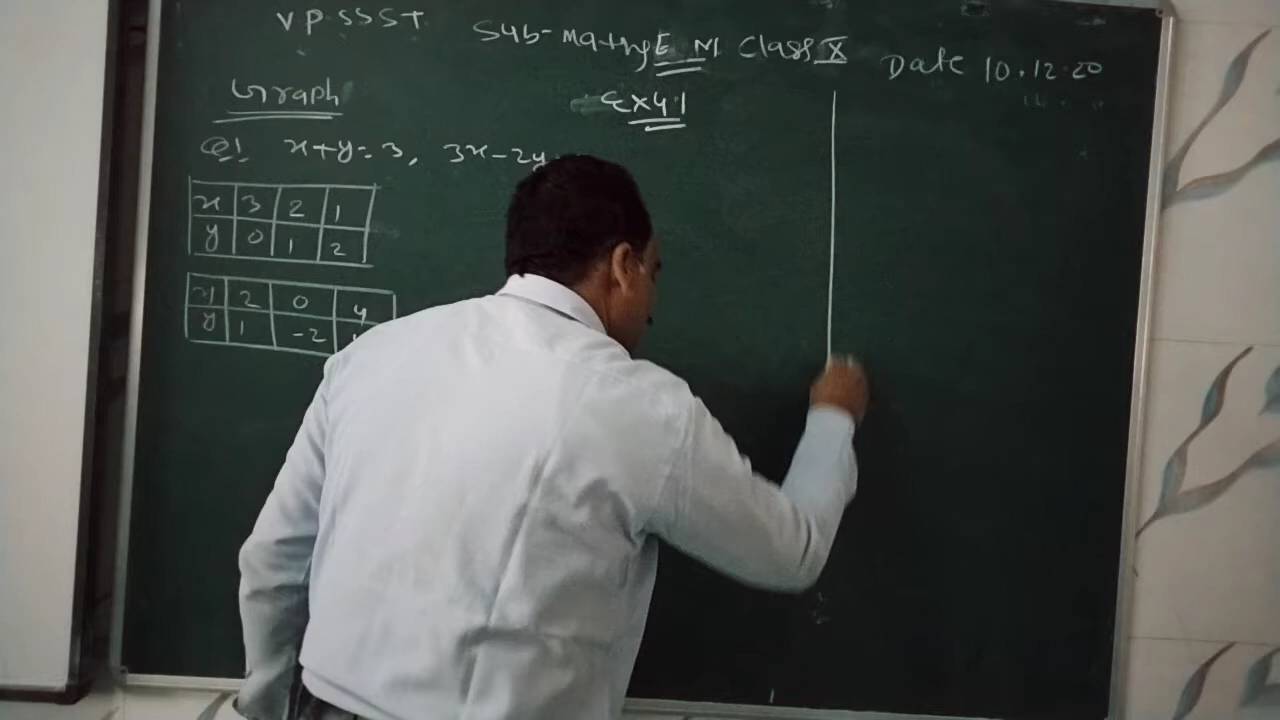 V P S S S T
Sub-Maths E M Class X
Date 10.12.20
Graph
Ex 4.1
Q1 x+y=3, 3x-2y
x 3 2 1
y 0 1 2
x 2 0 4
y 1 -2